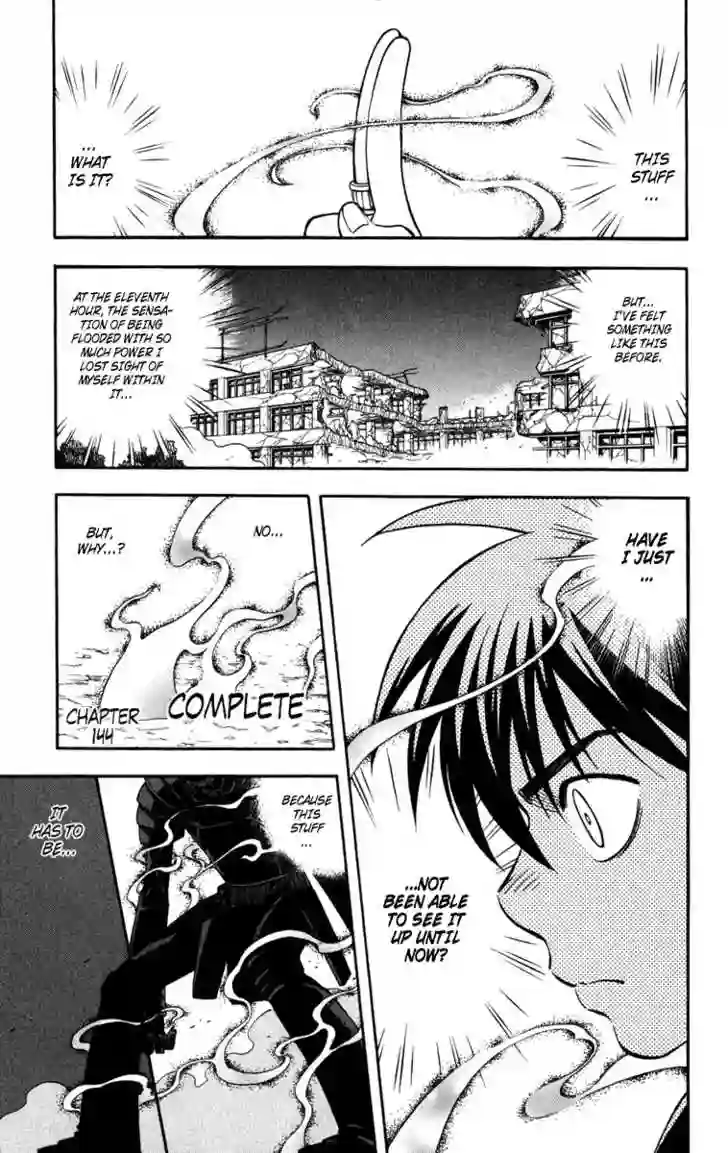 THIS
STUFF
...
...
WHAT
IS IT?
BUT...
I'VE FELT
SOMETHING
LIKE THIS
BEFORE.
AT THE ELEVENTH
HOUR, THE SENSA-
TION OF BEING
FLOODED WITH SO
MUCH POWER I
LOST SIGHT OF
MYSELF WITHIN
IT...
HAVE
I JUST
...
...NOT
BEEN ABLE
TO SEE IT
UP UNTIL
NOW?
NO...
BUT,
WHY...?
CHAPTER
144
COMPLETE
BECAUSE
THIS
STUFF
...
IT
HAS TO
BE...